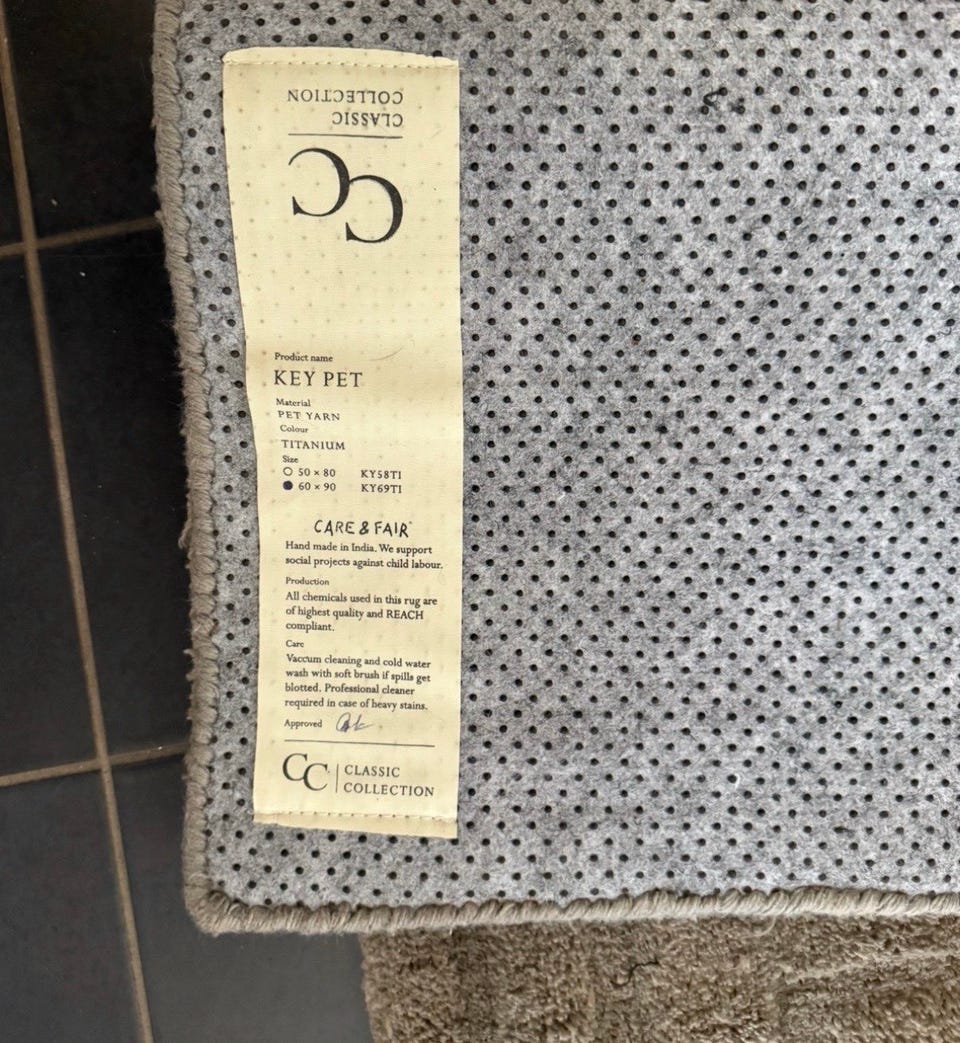 CLASSIC
COLLECTION
CC
Product name
KEY PET
Material
PET YARN
Colour
TITANIUM
Size
○ 50 × 80 KY58TI
● 60 × 90 KY69TI
CARE & FAIR
Hand made in India. We support
social projects against child labour.
Production
All chemicals used in this rug are
of highest quality and REACH
compliant.
Care
Vaccum cleaning and cold water
wash with soft brush if spills get
blotted. Professional cleaner
required in case of heavy stains.
Approved
CC | CLASSIC
COLLECTION